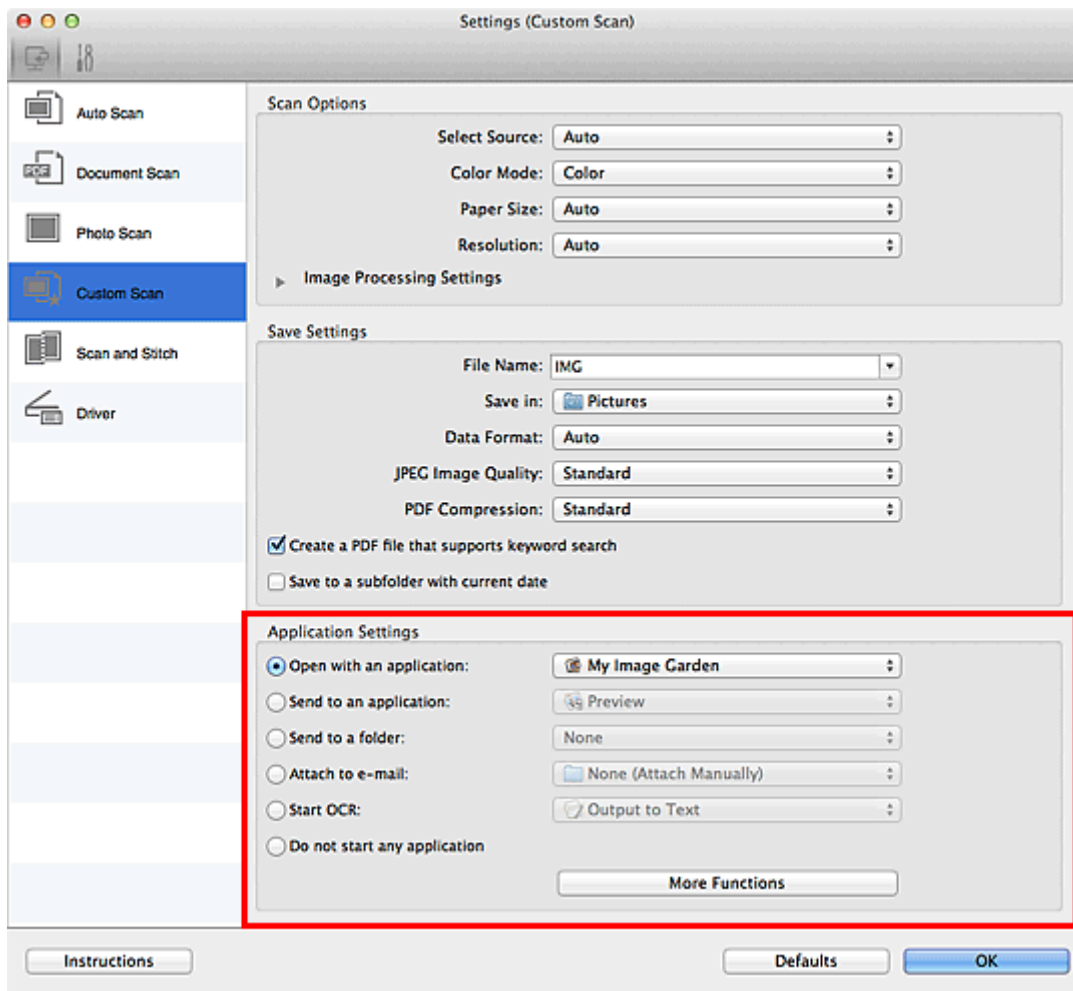 Settings (Custom Scan)
Auto Scan
Document Scan
Photo Scan
Custom Scan
Scan and Stitch
Driver
Scan Options
Select Source: Auto
Color Mode: Color
Paper Size: Auto
Resolution: Auto
Image Processing Settings
Save Settings
File Name: IMG
Save in: Pictures
Data Format: Auto
JPEG Image Quality: Standard
PDF Compression: Standard
Create a PDF file that supports keyword search
Save to a subfolder with current date
Application Settings
Open with an application: My Image Garden
Send to an application: Preview
Send to a folder: None
Attach to e-mail: None (Attach Manually)
Start OCR: Output to Text
Do not start any application
More Functions
Instructions
Defaults
OK